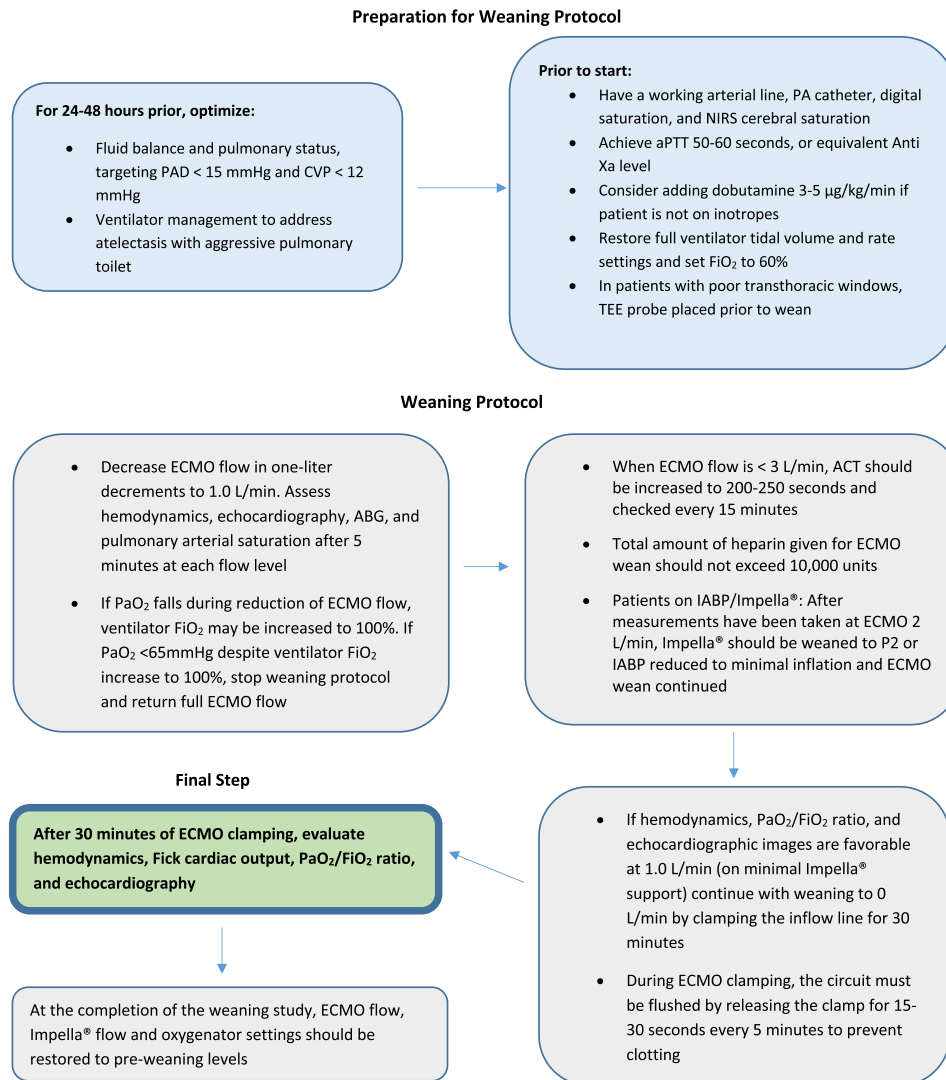 Preparation for Weaning Protocol
For 24-48 hours prior, optimize:
• Fluid balance and pulmonary status,
targeting PAD < 15 mmHg and CVP < 12
mmHg
• Ventilator management to address
atelectasis with aggressive pulmonary
toilet
Prior to start:
• Have a working arterial line, PA catheter, digital
saturation, and NIRS cerebral saturation
• Achieve aPTT 50-60 seconds, or equivalent Anti
Xa level
• Consider adding dobutamine 3-5 µg/kg/min if
patient is not on inotropes
• Restore full ventilator tidal volume and rate
settings and set FiO₂ to 60%
• In patients with poor transthoracic windows,
TEE probe placed prior to wean
Weaning Protocol
• Decrease ECMO flow in one-liter
decrements to 1.0 L/min. Assess
hemodynamics, echocardiography, ABG, and
pulmonary arterial saturation after 5
minutes at each flow level
• If PaO₂ falls during reduction of ECMO flow,
ventilator FiO₂ may be increased to 100%. If
PaO₂ <65mmHg despite ventilator FiO₂
increase to 100%, stop weaning protocol
and return full ECMO flow
• When ECMO flow is < 3 L/min, ACT should
be increased to 200-250 seconds and
checked every 15 minutes
• Total amount of heparin given for ECMO
wean should not exceed 10,000 units
• Patients on IABP/Impella®: After
measurements have been taken at ECMO 2
L/min, Impella® should be weaned to P2 or
IABP reduced to minimal inflation and ECMO
wean continued
• If hemodynamics, PaO₂/FiO₂ ratio, and
echocardiographic images are favorable
at 1.0 L/min (on minimal Impella®
support) continue with weaning to 0
L/min by clamping the inflow line for 30
minutes
• During ECMO clamping, the circuit must
be flushed by releasing the clamp for 15-
30 seconds every 5 minutes to prevent
clotting
Final Step
After 30 minutes of ECMO clamping, evaluate
hemodynamics, Fick cardiac output, PaO₂/FiO₂ ratio,
and echocardiography
At the completion of the weaning study, ECMO flow,
Impella® flow and oxygenator settings should be
restored to pre-weaning levels